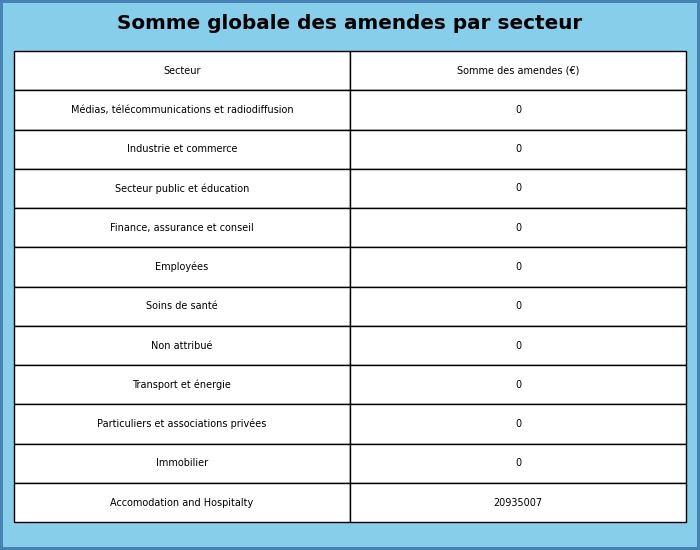 Somme globale des amendes par secteur
Secteur Somme des amendes (€)
Médias, télécommunications et radiodiffusion 0
Industrie et commerce 0
Secteur public et éducation 0
Finance, assurance et conseil 0
Employées 0
Soins de santé 0
Non attribué 0
Transport et énergie 0
Particuliers et associations privées 0
Immobilier 0
Accomodation and Hospitalty 20935007